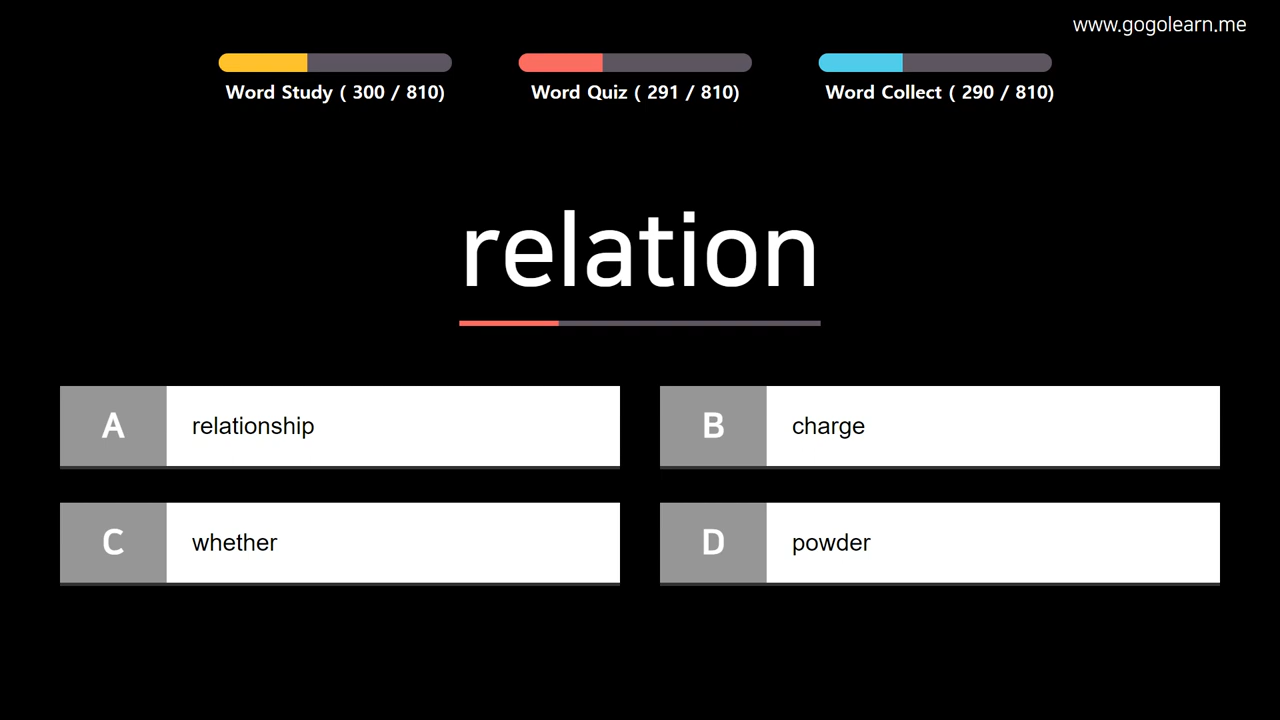 www.gogolearn.me
Word Study ( 300 / 810)
Word Quiz ( 291 / 810)
Word Collect ( 290 / 810)
relation
A relationship
B charge
C whether
D powder